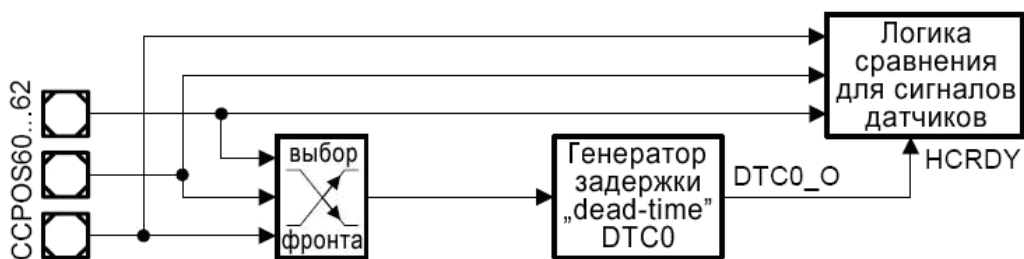 CCPOS60...62
выбор
фронта
Генератор
задержки
„dead-time”
DTC0
DTC0_O
Логика
сравнения
для сигналов
датчиков
HCRDY